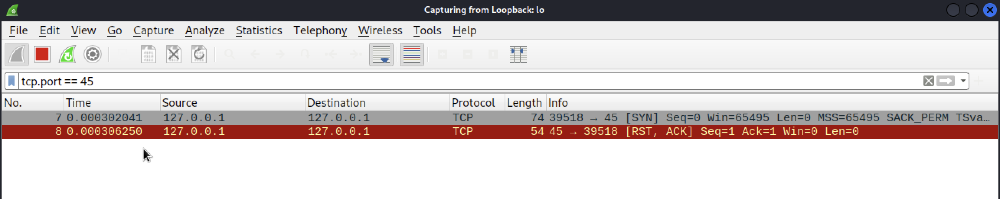 Capturing from Loopback: lo
File Edit View Go Capture Analyze Statistics Telephony Wireless Tools Help
tcp.port == 45
No. Time Source Destination Protocol Length Info
7 0.000302041 127.0.0.1 127.0.0.1 TCP 74 39518 → 45 [SYN] Seq=0 Win=65495 Len=0 MSS=65495 SACK_PERM TSva…
8 0.000306250 127.0.0.1 127.0.0.1 TCP 54 45 → 39518 [RST, ACK] Seq=1 Ack=1 Win=0 Len=0